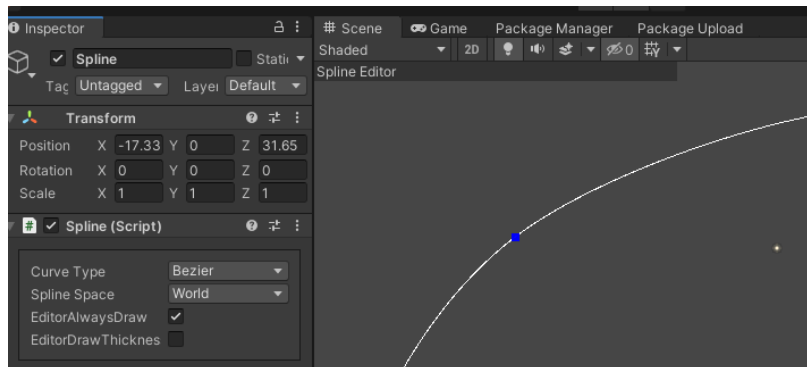 Inspector
Spline
Stati
Tag Untagged Layer Default
Transform
Position X -17.33 Y 0 Z 31.65
Rotation X 0 Y 0 Z 0
Scale X 1 Y 1 Z 1
# Spline (Script)
Curve Type Bezier
Spline Space World
EditorAlwaysDraw
EditorDrawThicknes
Scene Game Package Manager Package Upload
Shaded 2D 0
Spline Editor